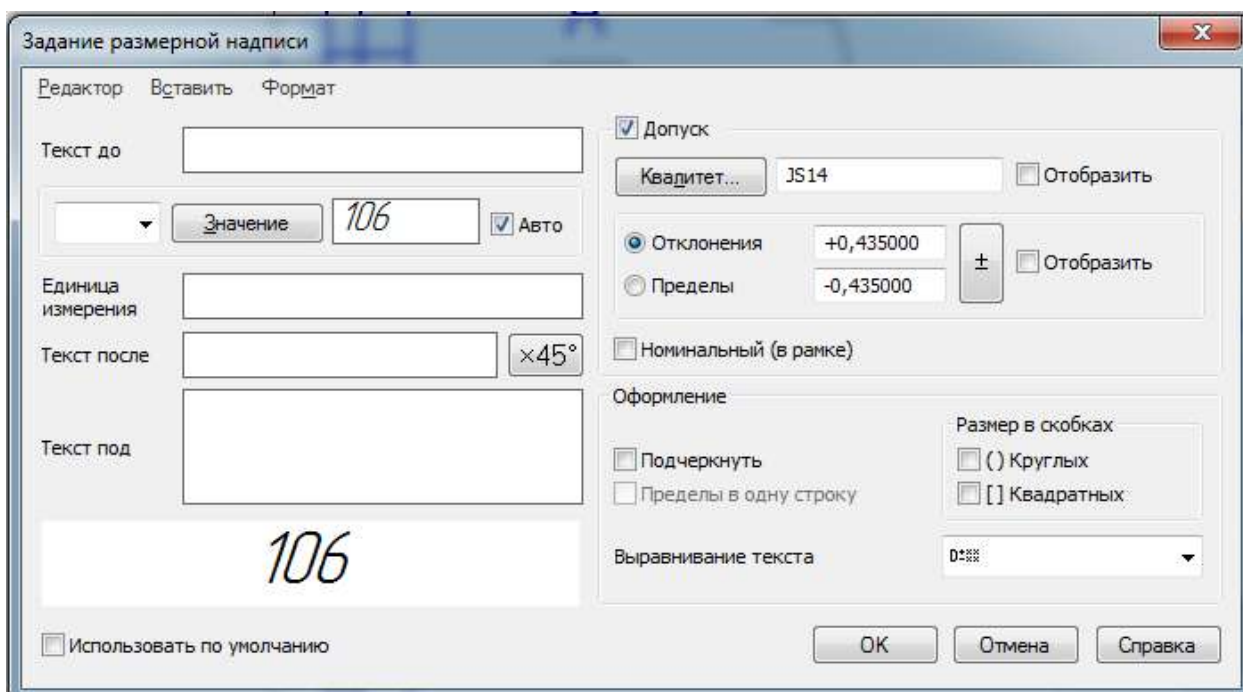 Задание размерной надписи
Редактор Вставить Формат
Текст до
Значение 106 Авто
Единица
измерения
Текст после ×45°
Текст под
106
Использовать по умолчанию
Допуск
Квалитет... JS14 Отобразить
Отклонения +0,435000 ± Отобразить
Пределы -0,435000
Номинальный (в рамке)
Оформление
Размер в скобках
Подчеркнуть ( ) Круглых
Пределы в одну строку [ ] Квадратных
Выравнивание текста
OK Отмена Справка